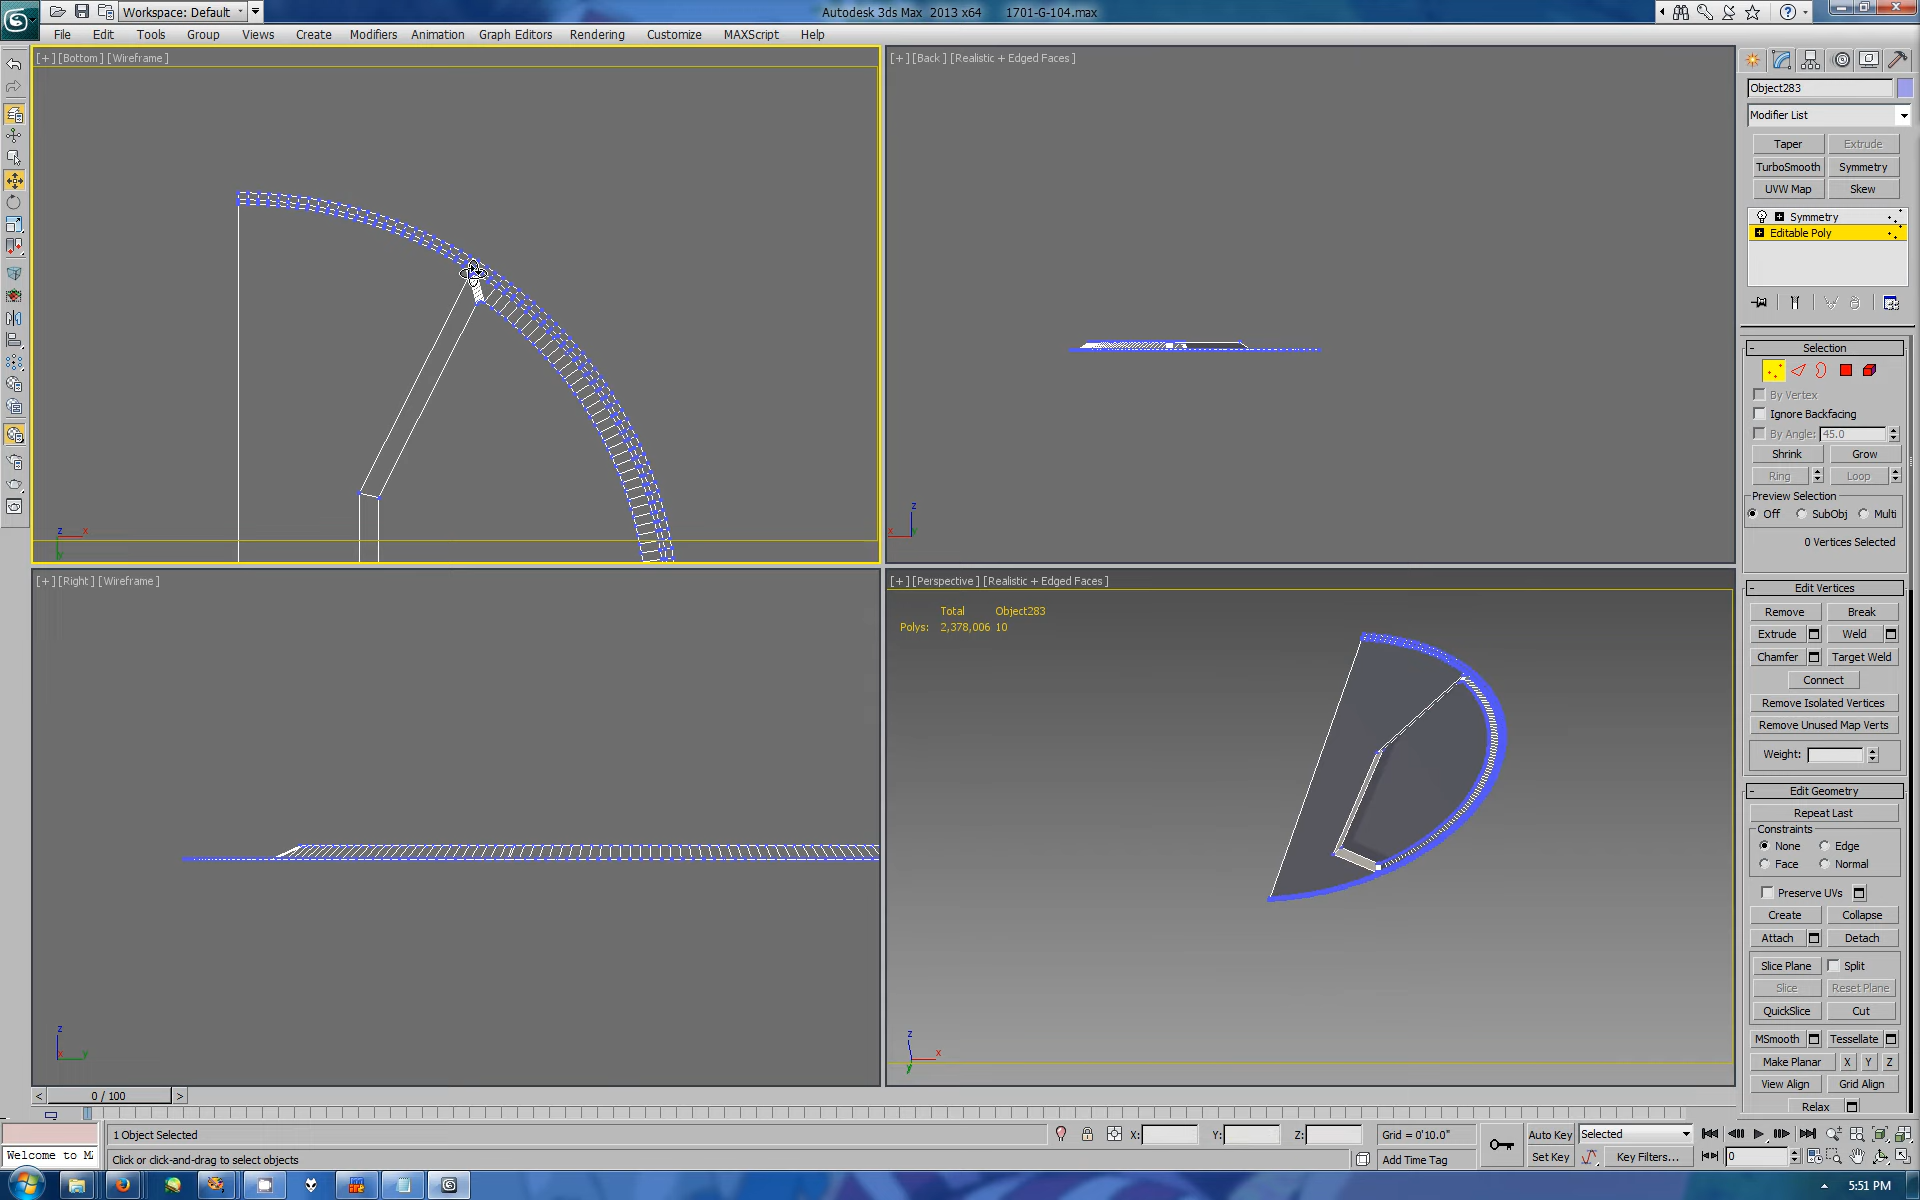 Workspace: Default
Autodesk 3ds Max 2013 x64 1701-G-104.max
File Edit Tools Group Views Create Modifiers Animation Graph Editors Rendering Customize MAXScript Help
[+] [Bottom] [Wireframe]
[+] [Back] [Realistic + Edged Faces]
z x
y
z
x
[+] [Right] [Wireframe]
[+] [Perspective] [Realistic + Edged Faces]
Total Object283
Polys: 2,378,006 10
z
x y
z
x
y
Object283
Modifier List
Taper Extrude
TurboSmooth Symmetry
UVW Map Skew
Symmetry
Editable Poly
Selection
By Vertex
Ignore Backfacing
By Angle: 45.0
Shrink Grow
Ring Loop
Preview Selection
Off SubObj Multi
0 Vertices Selected
Edit Vertices
Remove Break
Extrude Weld
Chamfer Target Weld
Connect
Remove Isolated Vertices
Remove Unused Map Verts
Weight:
Edit Geometry
Repeat Last
Constraints
None Edge
Face Normal
Preserve UVs
Create Collapse
Attach Detach
Slice Plane Split
Slice Reset Plane
QuickSlice Cut
MSmooth Tessellate
Make Planar X Y Z
View Align Grid Align
Relax
< 0 / 100 >
1 Object Selected X: Y: Z: Grid = 0'10.0" Auto Key Selected
Welcome to M
Click or click-and-drag to select objects Add Time Tag Set Key Key Filters... 0
5:51 PM